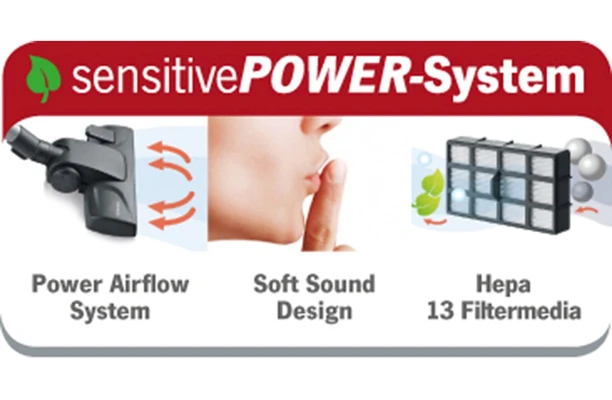 sensitivePOWER-System
Power Airflow
System
Soft Sound
Design
Hepa
13 Filtermedia